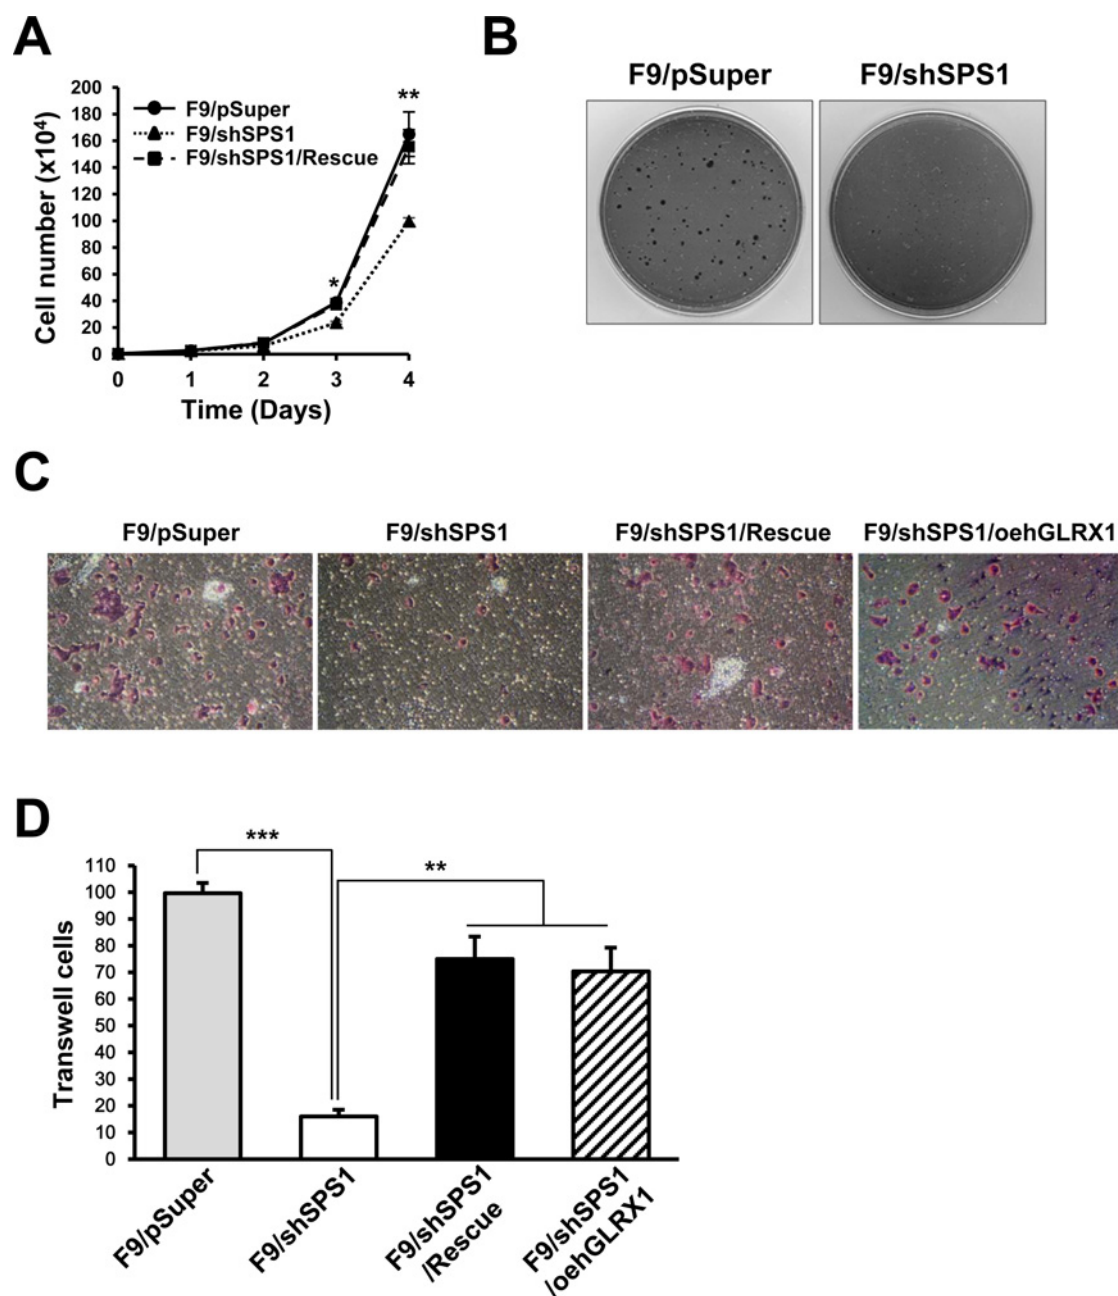 A
200
180
160
140
120
100
80
60
40
20
0
Cell number (x10⁴)
F9/pSuper
F9/shSPS1
F9/shSPS1/Rescue
*
**
0 1 2 3 4
Time (Days)
B
F9/pSuper F9/shSPS1
C
F9/pSuper F9/shSPS1 F9/shSPS1/Rescue F9/shSPS1/oehGLRX1
D
***
**
110
100
90
80
70
60
50
40
30
20
10
0
Transwell cells
F9/pSuper
F9/shSPS1
F9/shSPS1
/Rescue
F9/shSPS1
/oehGLRX1